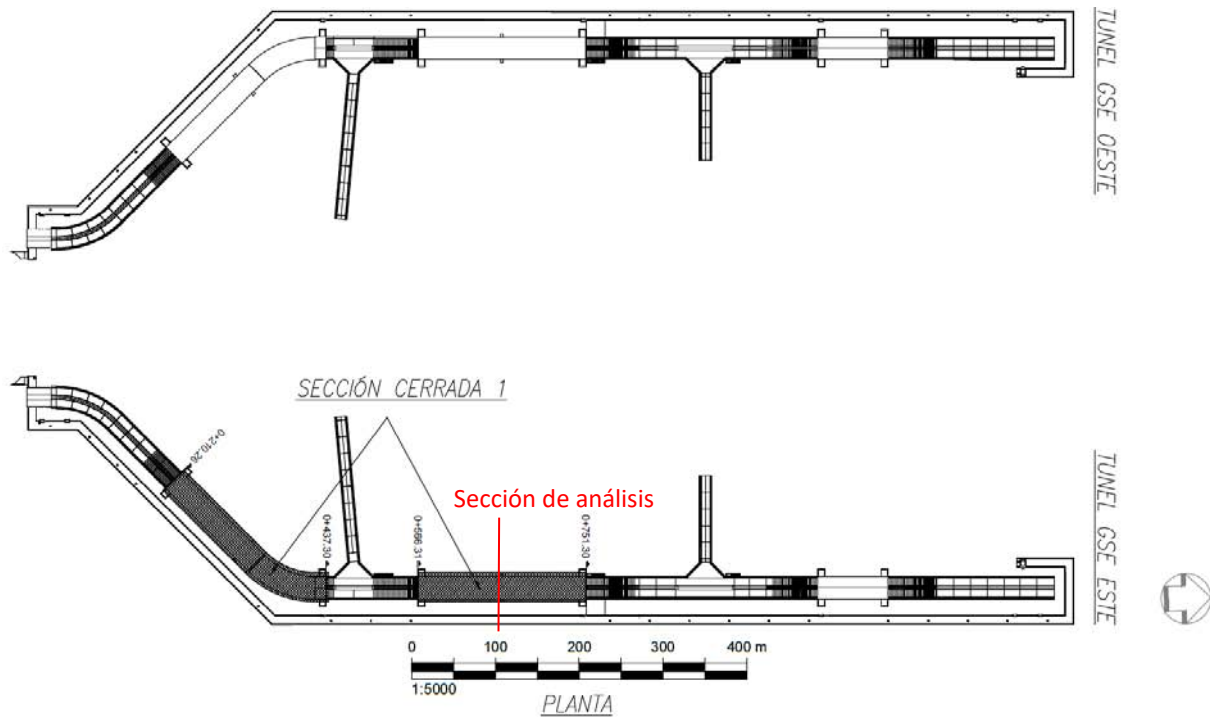 TUNEL GSE OESTE
SECCIÓN CERRADA 1
0+210.26
Sección de análisis
0+437.30
0+566.31
0+751.30
TUNEL GSE ESTE
0 100 200 300 400 m
1:5000
PLANTA